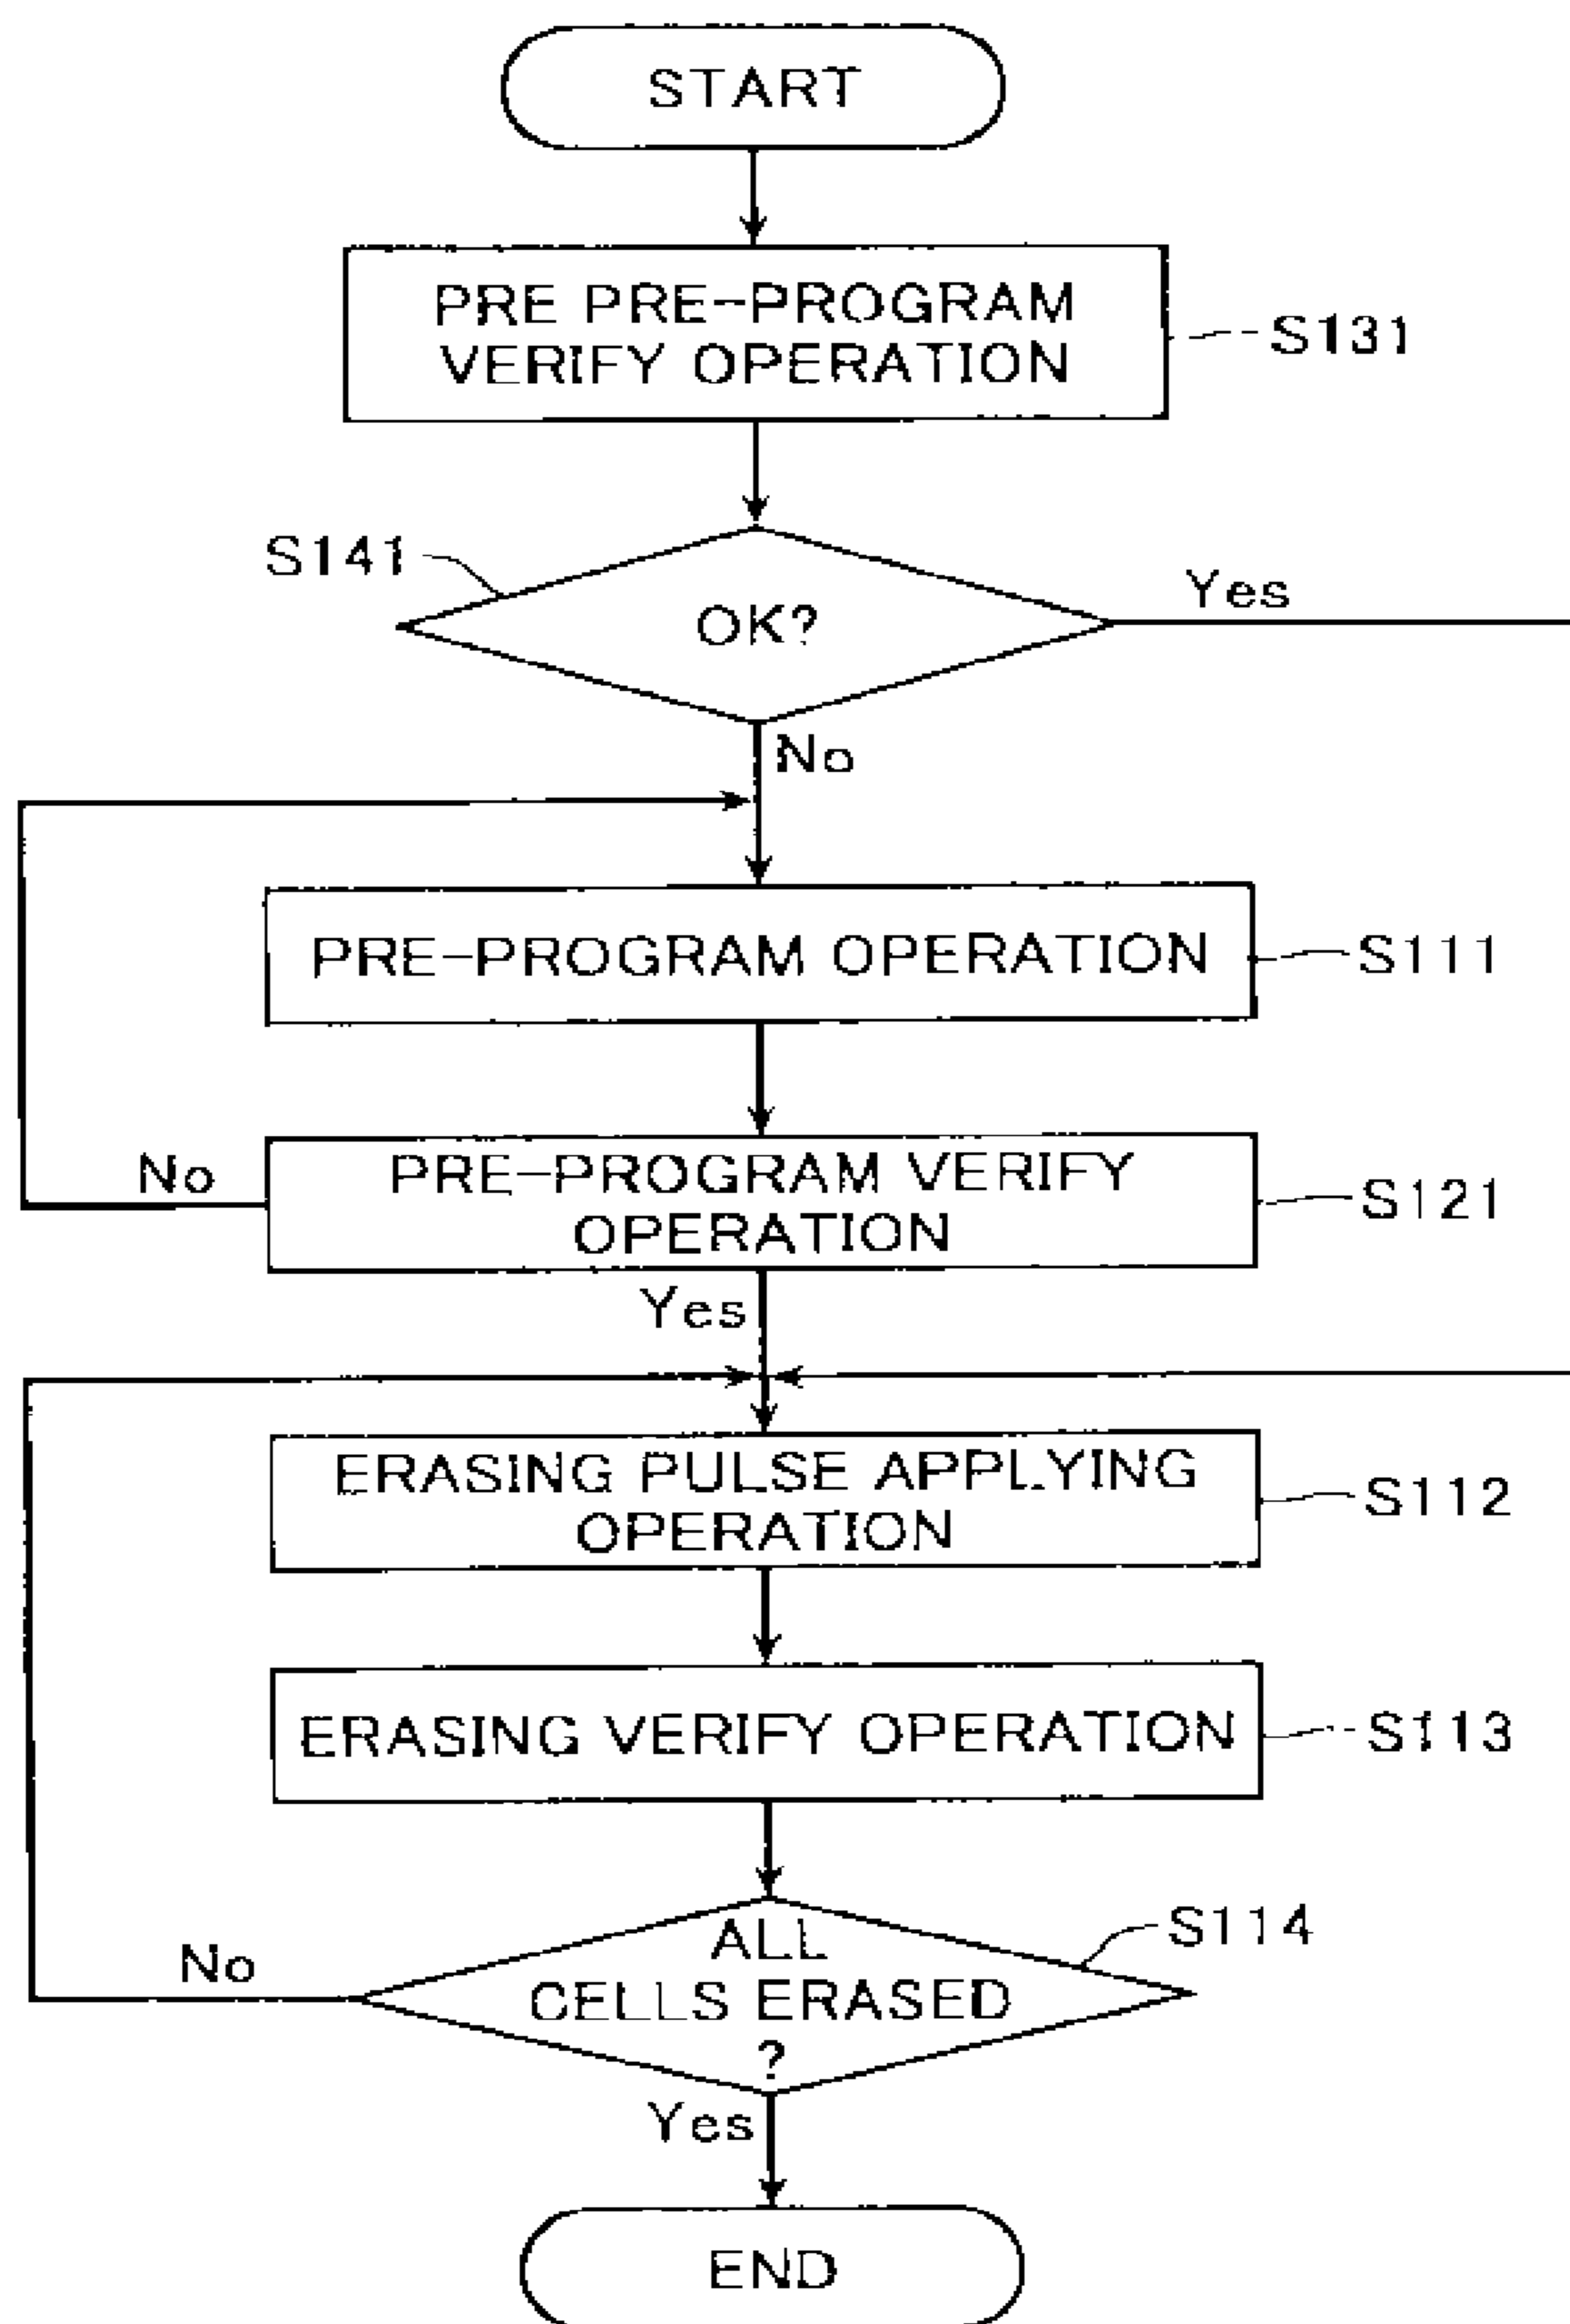 START
PRE PRE-PROGRAM
VERIFY OPERATION
S131
S141
OK?
Yes
No
PRE-PROGRAM OPERATION
S111
No
PRE-PROGRAM VERIFY
OPERATION
S121
Yes
ERASING PULSE APPLYING
OPERATION
S112
ERASING VERIFY OPERATION
S113
ALL
CELLS ERASED
?
S114
No
Yes
END